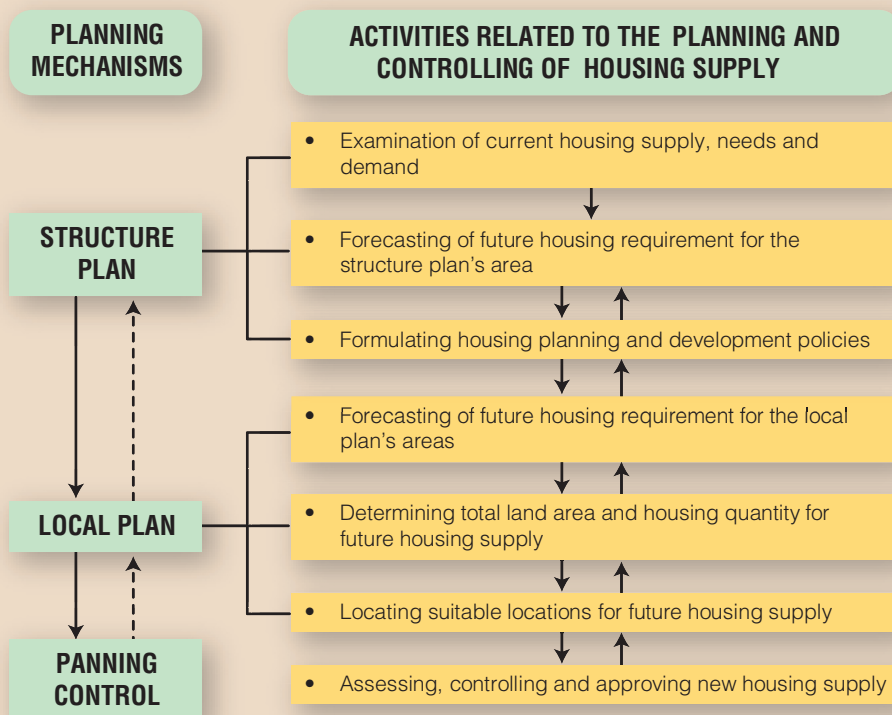 PLANNING
MECHANISMS
ACTIVITIES RELATED TO THE PLANNING AND
CONTROLLING OF HOUSING SUPPLY
• Examination of current housing supply, needs and
demand
STRUCTURE
PLAN
• Forecasting of future housing requirement for the
structure plan's area
• Formulating housing planning and development policies
• Forecasting of future housing requirement for the local
plan's areas
LOCAL PLAN
• Determining total land area and housing quantity for
future housing supply
• Locating suitable locations for future housing supply
PANNING
CONTROL
• Assessing, controlling and approving new housing supply